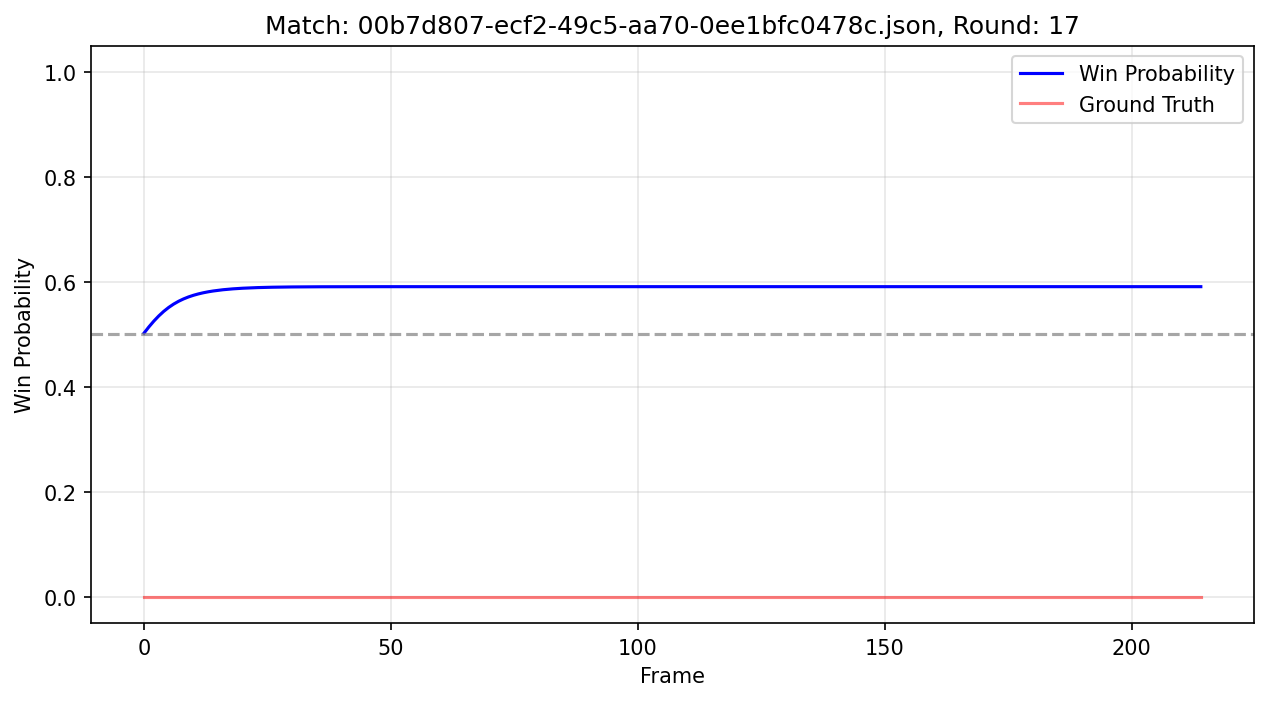 Match: 00b7d807-ecf2-49c5-aa70-0ee1bfc0478c.json, Round: 17
Win Probability
Ground Truth
1.0
0.8
0.6
0.4
0.2
0.0
Win Probability
0
50
100
150
200
Frame